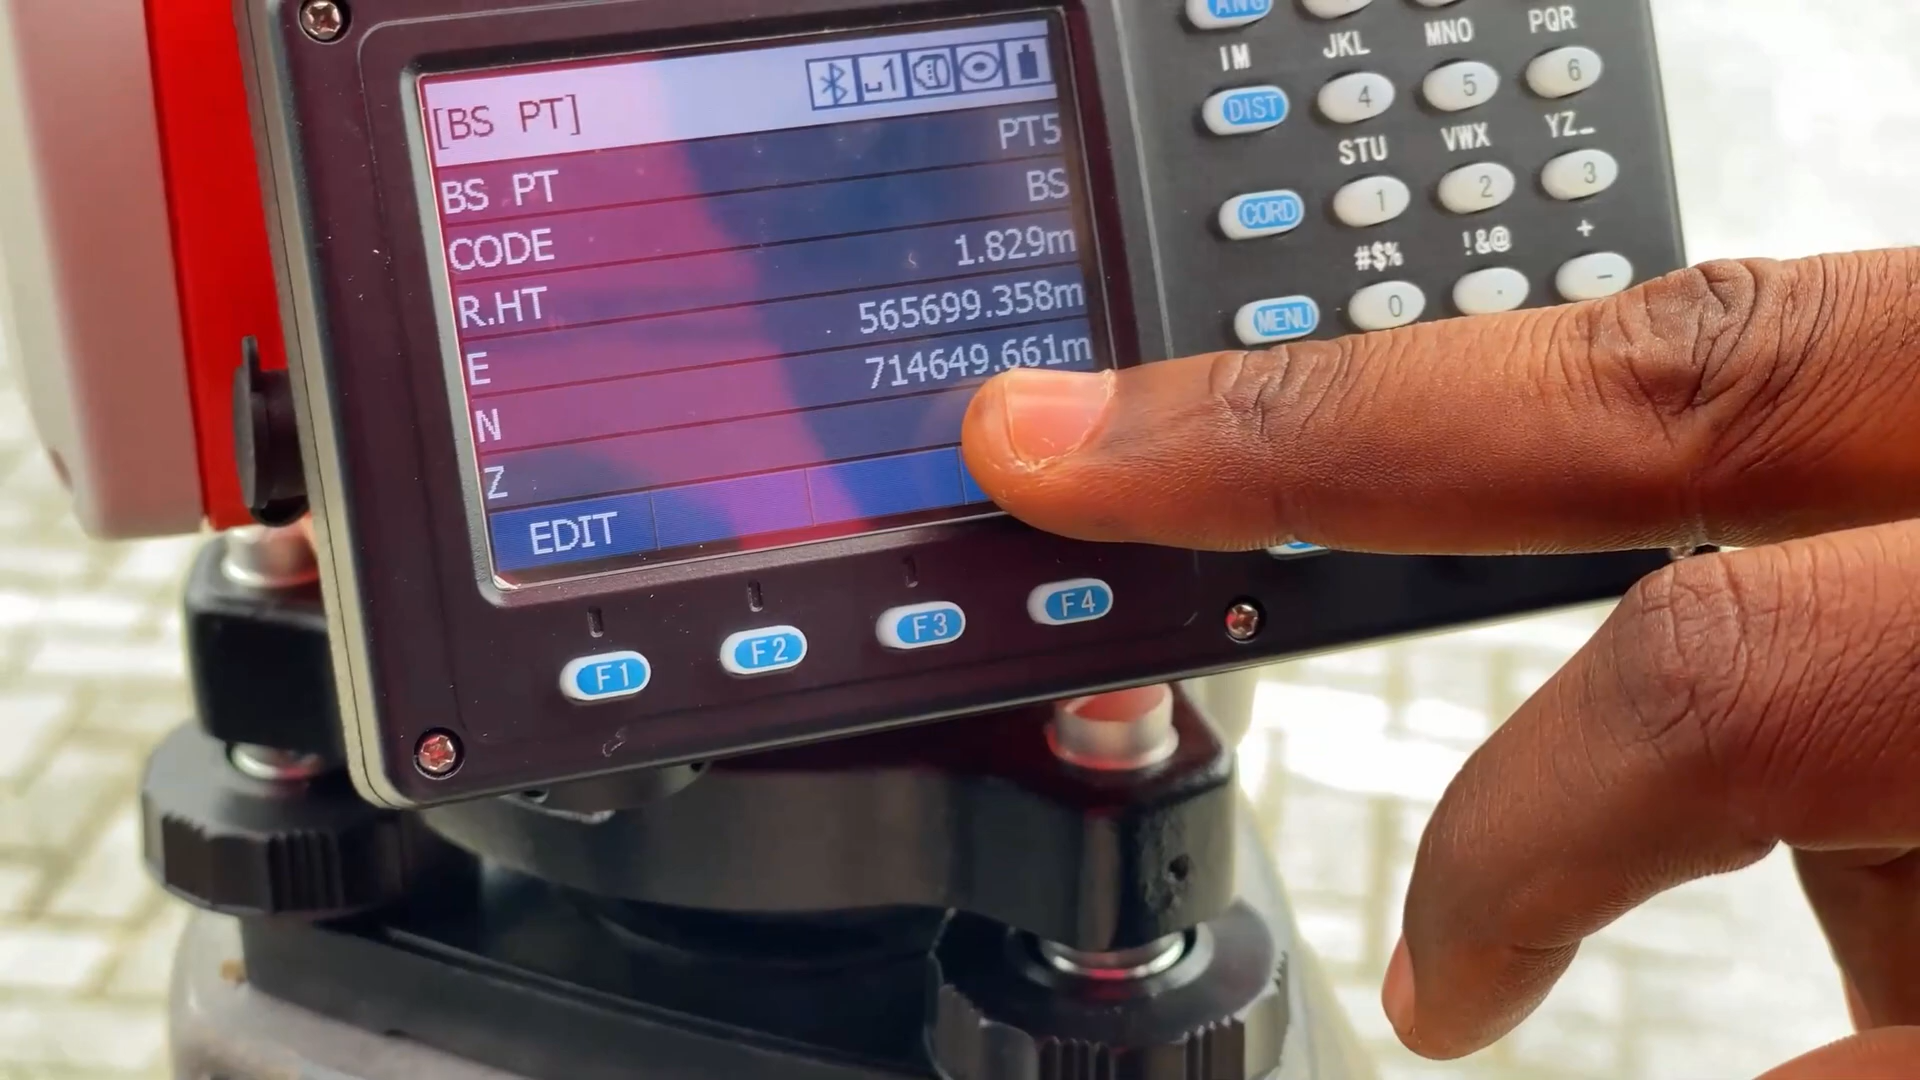 [BS PT]
BS PT PT5
CODE BS
R.HT 1.829m
E 565699.358m
N 714649.661m
Z
EDIT
F1 F2 F3 F4
ANG
IM JKL MNO PQR
DIST 4 5 6
STU VWX YZ_
CORD 1 2 3
#$% !&@ +
MENU 0 . -